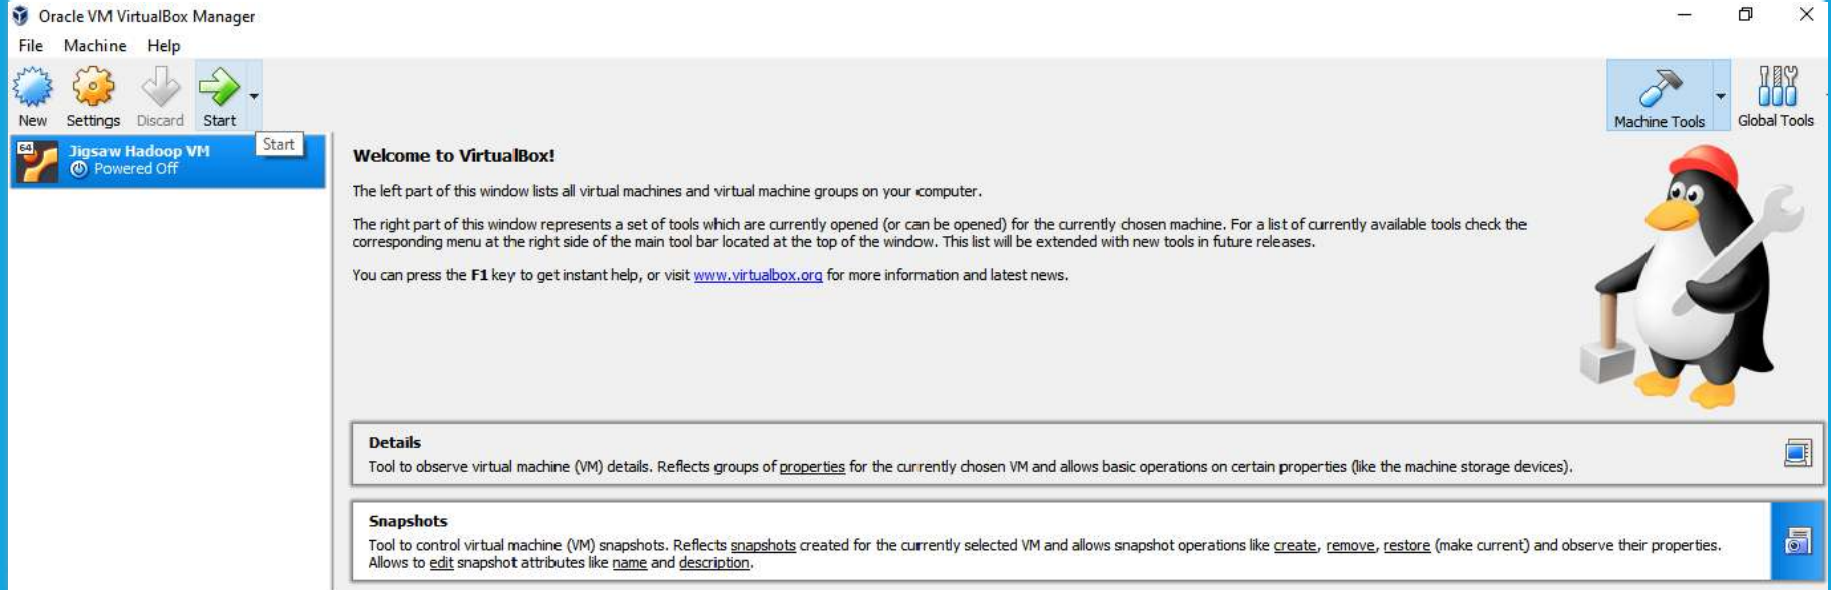 Oracle VM VirtualBox Manager
File Machine Help
New Settings Discard Start
Machine Tools Global Tools
Start
64
Jigsaw Hadoop VM
Powered Off
Welcome to VirtualBox!
The left part of this window lists all virtual machines and virtual machine groups on your computer.
The right part of this window represents a set of tools which are currently opened (or can be opened) for the currently chosen machine. For a list of currently available tools check the
corresponding menu at the right side of the main tool bar located at the top of the window. This list will be extended with new tools in future releases.
You can press the F1 key to get instant help, or visit www.virtualbox.org for more information and latest news.
Details
Tool to observe virtual machine (VM) details. Reflects groups of properties for the currently chosen VM and allows basic operations on certain properties (like the machine storage devices).
Snapshots
Tool to control virtual machine (VM) snapshots. Reflects snapshots created for the currently selected VM and allows snapshot operations like create, remove, restore (make current) and observe their properties.
Allows to edit snapshot attributes like name and description.